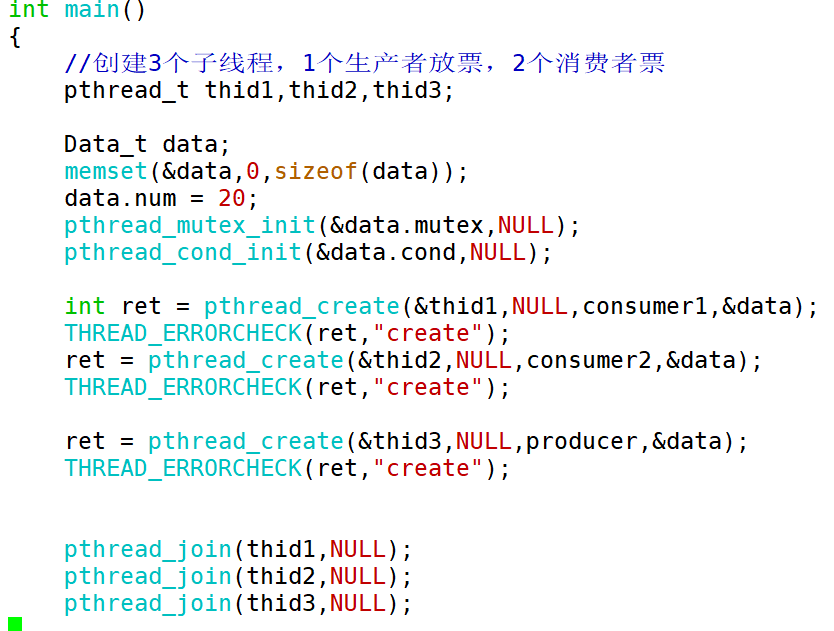 int main()
{
    //创建3个子线程，1个生产者放票，2个消费者票
    pthread_t thid1,thid2,thid3;

    Data_t data;
    memset(&data,0,sizeof(data));
    data.num = 20;
    pthread_mutex_init(&data.mutex,NULL);
    pthread_cond_init(&data.cond,NULL);

    int ret = pthread_create(&thid1,NULL,consumer1,&data);
    THREAD_ERRORCHECK(ret,"create");
    ret = pthread_create(&thid2,NULL,consumer2,&data);
    THREAD_ERRORCHECK(ret,"create");

    ret = pthread_create(&thid3,NULL,producer,&data);
    THREAD_ERRORCHECK(ret,"create");


    pthread_join(thid1,NULL);
    pthread_join(thid2,NULL);
    pthread_join(thid3,NULL);